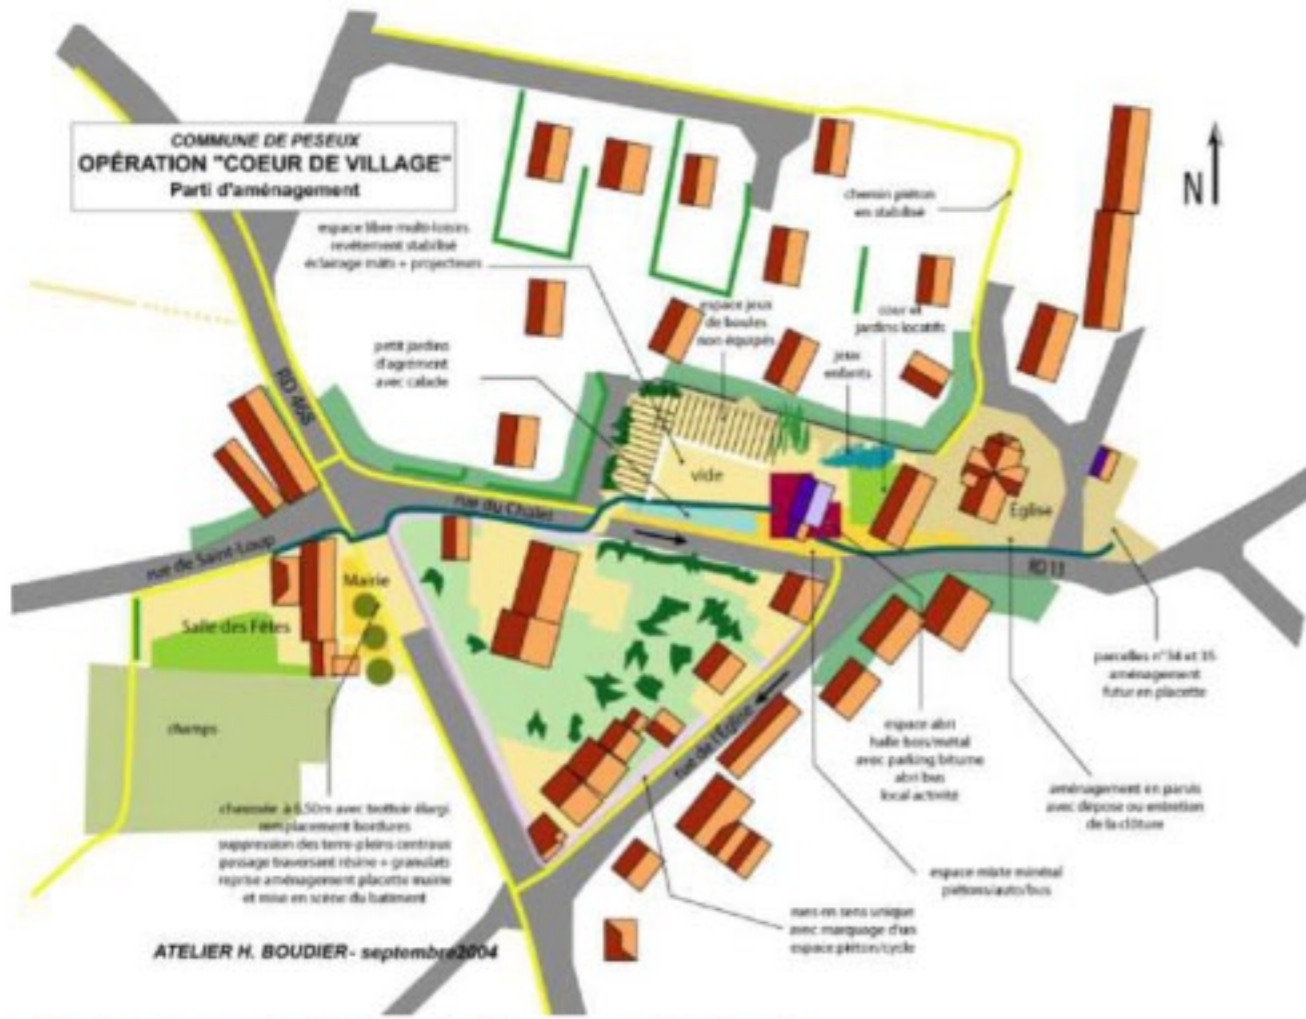 COMMUNE DE PESEUX
OPÉRATION "COEUR DE VILLAGE"
Parti d'aménagement
N
chemin piéton
en stabilisé
espace libre multi-loisirs
revêtement stabilisé
éclairage mâts + projecteurs
espace jeux
de boules
non équipés
cour et
jardins locatifs
petit jardins
d'agrément
avec calade
jeux
enfants
RD 468
vide
rue du Chalet
Eglise
rue de Saint-Loup
RD 13
Mairie
Salle des Fêtes
parcelles n°34 et 35
aménagement
futur en placette
champs
rue de l'Eglise
espace abri
halle bois/métal
avec parking bitume
abri bus
local activité
aménagement en parvis
avec dépose ou entretien
de la clôture
chaussée à 6,50m avec trottoir élargi
remplacement bordures
suppression des terre-pleins centraux
passage traversant résine + granulats
reprise aménagement placette mairie
et mise en scène du batiment
espace mixte minéral
piétons/auto/bus
rues en sens unique
avec marquage d'un
espace piéton/cycle
ATELIER H. BOUDIER - septembre2004